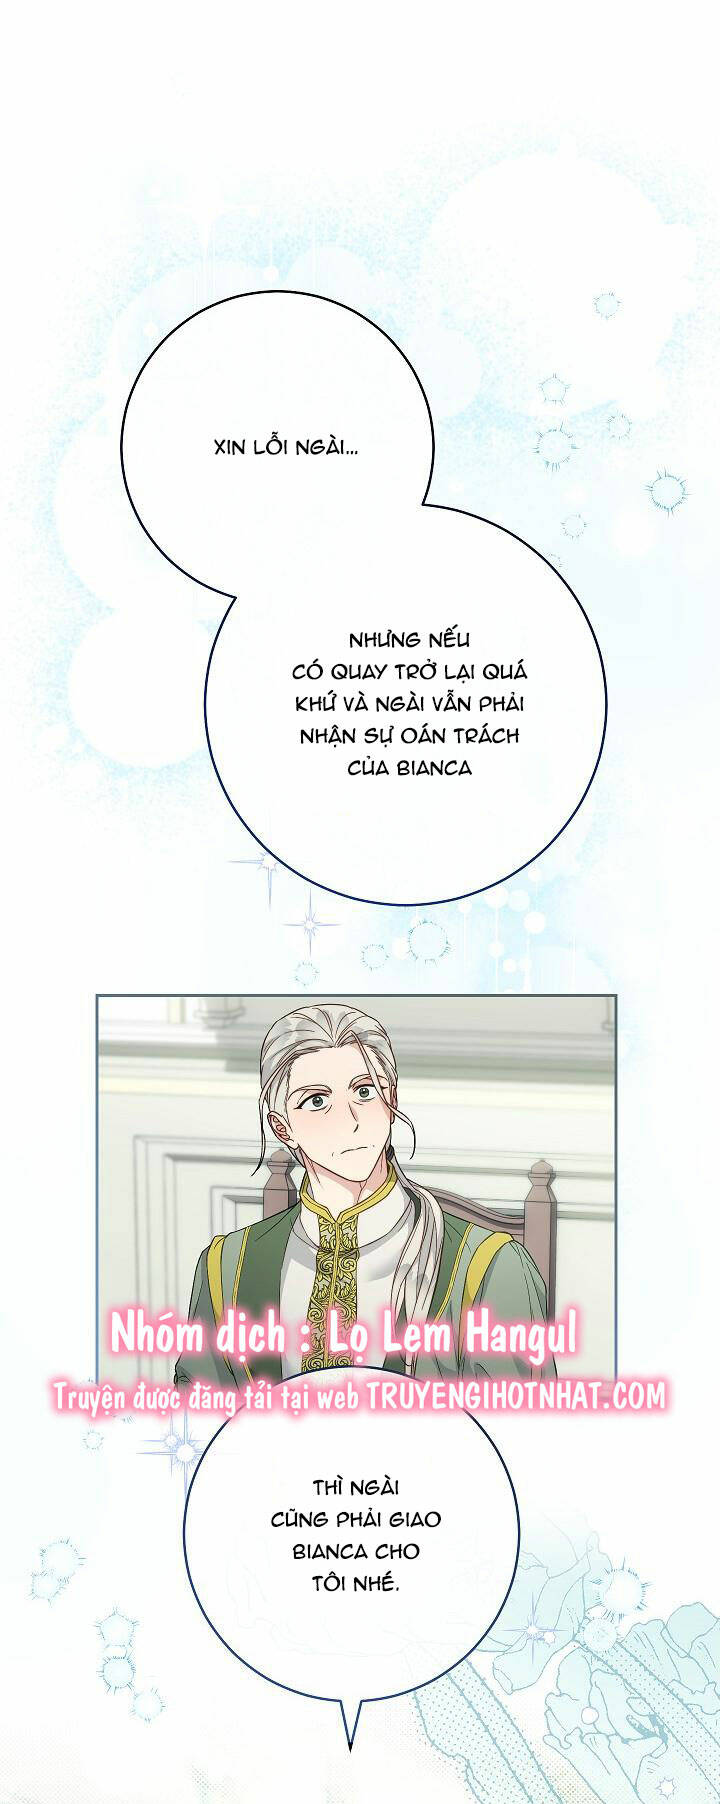 XIN LỖI NGÀI...
NHƯNG NẾU
CÓ QUAY TRỞ LẠI QUÁ
KHỨ VÀ NGÀI VẪN PHẢI
NHẬN SỰ OÁN TRÁCH
CỦA BIANCA
Nhóm dịch : Lọ Lem Hangul
Truyện được đăng tải tại web TRUYENGIHOTNHAT.COM
THÌ NGÀI
CŨNG PHẢI GIAO
BIANCA CHO
TÔI NHÉ.